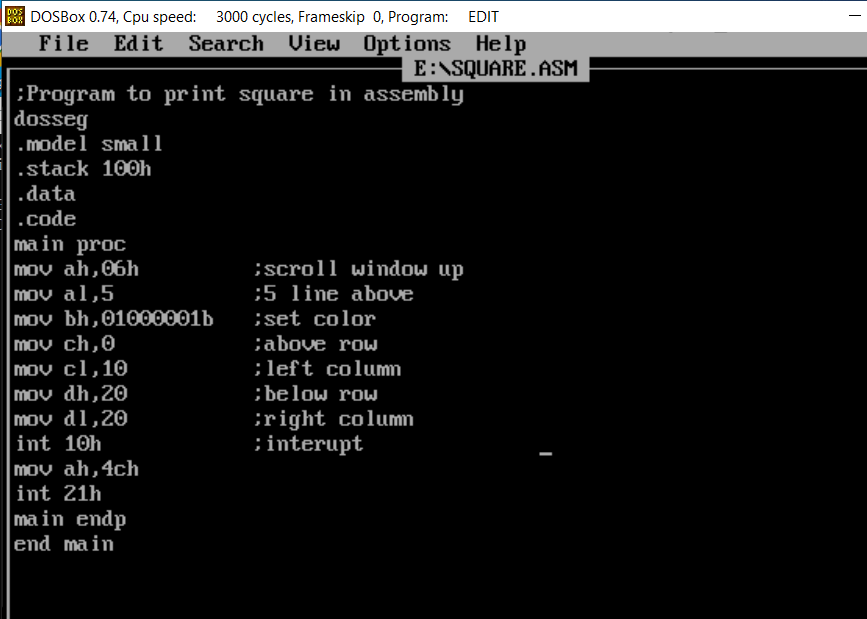 DOS BOX DOSBox 0.74, Cpu speed: 3000 cycles, Frameskip 0, Program: EDIT
File Edit Search View Options Help
E:\SQUARE.ASM
;Program to print square in assembly
dosseg
.model small
.stack 100h
.data
.code
main proc
mov ah,06h ;scroll window up
mov al,5 ;5 line above
mov bh,01000001b ;set color
mov ch,0 ;above row
mov cl,10 ;left column
mov dh,20 ;below row
mov dl,20 ;right column
int 10h ;interupt
mov ah,4ch
int 21h
main endp
end main